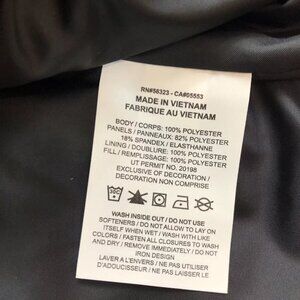 RN#56323 - CA#05553
MADE IN VIETNAM
FABRIQUE AU VIETNAM
BODY / CORPS: 100% POLYESTER
PANELS / PANNEAUX: 82% POLYESTER
18% SPANDEX / ELASTHANNE
LINING / DOUBLURE: 100% POLYESTER
FILL / REMPLISSAGE: 100% POLYESTER
UT PERMIT NO. 20198
EXCLUSIVE OF DECORATION /
DECORATION NON COMPRISE
WASH INSIDE OUT / DO NOT USE
SOFTENERS / DO NOT ALLOW TO LAY ON
ITSELF WHEN WET / WASH WITH LIKE
COLORS / FASTEN ALL CLOSURES TO WASH
AND DRY / REMOVE IMMEDIATELY / DO NOT
IRON DESIGN
LAVER A L'ENVERS / NE PAS UTILISER
D'ADOUCISSEUR / NE PAS LAISSER LE